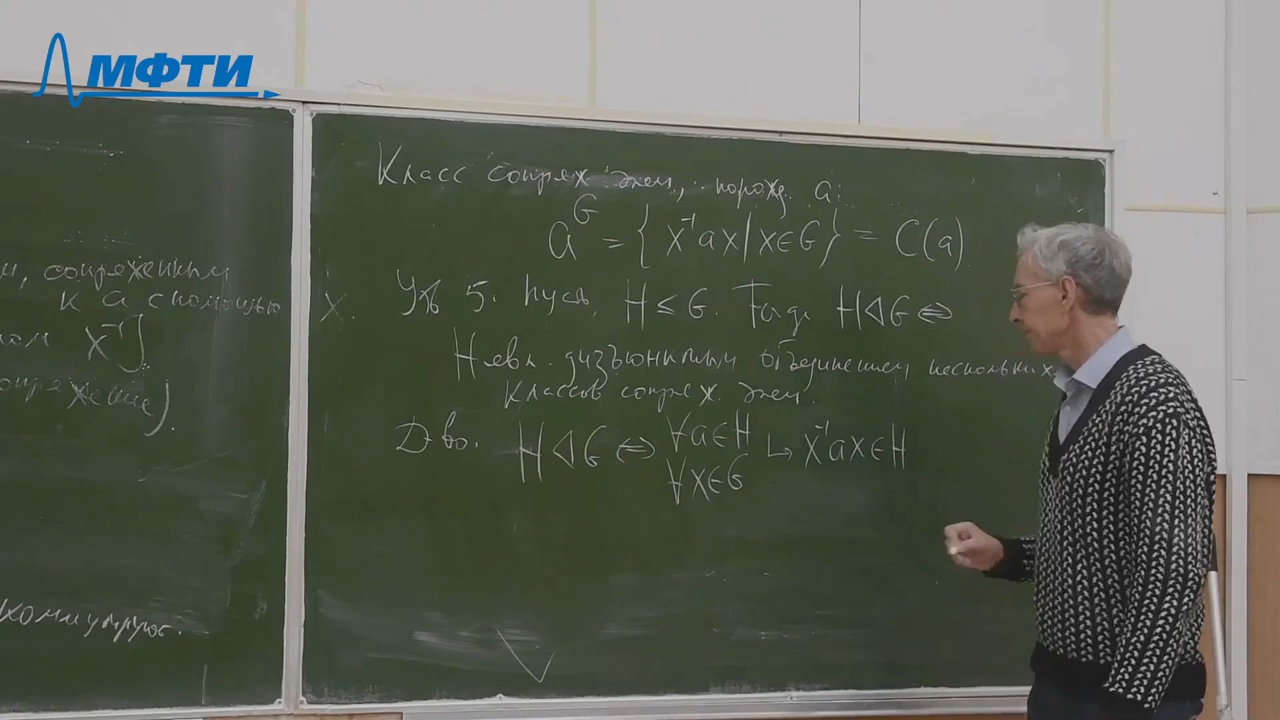 МФТИ
Класс сопряж. элем., порожд. a:
a^G = { x⁻¹ax | x∈G } = C(a)
Утв 5. Пусть H ≤ G. Тогда H ◁ G ⇔
H явл. дизъюнктным объединением нескольких
классов сопряж. элем.
Д-во. H ◁ G ⇔ ∀a∈H ↳ x⁻¹ax∈H
∀x∈G
, сопряженным
к a с помощью x.
x⁻¹].
коммутирует.